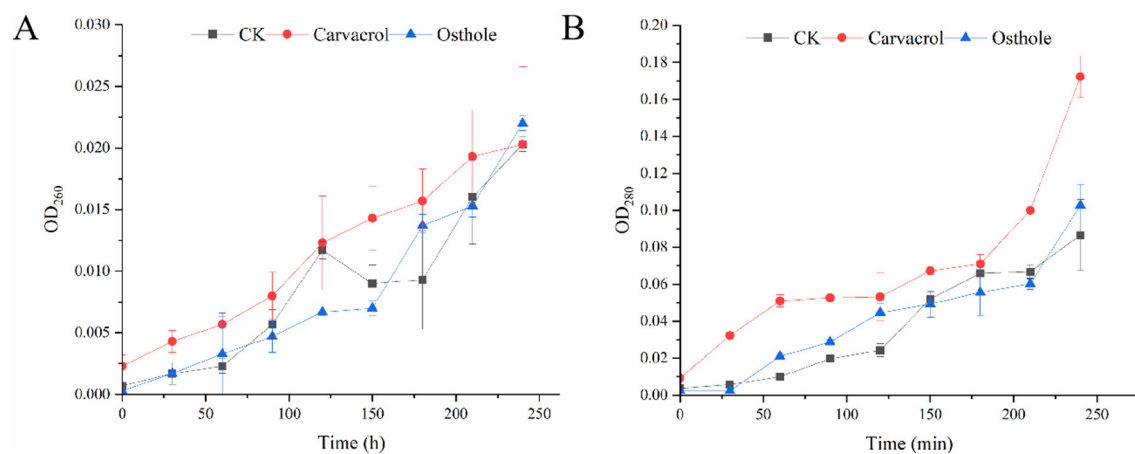 A
CK Carvacrol Osthole
0.030
0.025
0.020
0.015
0.010
0.005
0.000
OD260
0 50 100 150 200 250
Time (h)
B
CK Carvacrol Osthole
0.20
0.18
0.16
0.14
0.12
0.10
0.08
0.06
0.04
0.02
0.00
OD280
0 50 100 150 200 250
Time (min)